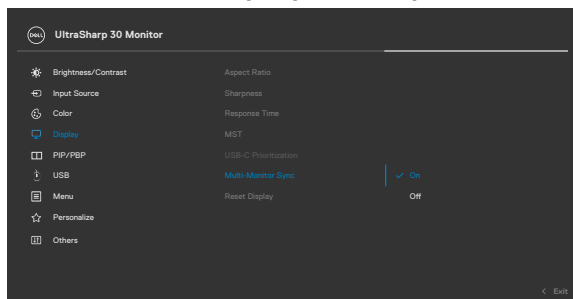 DELL UltraSharp 30 Monitor
Brightness/Contrast Aspect Ratio
Input Source Sharpness
Color Response Time
Display MST
PIP/PBP USB-C Prioritization
USB Multi-Monitor Sync On
Menu Reset Display Off
Personalize
Others
Exit